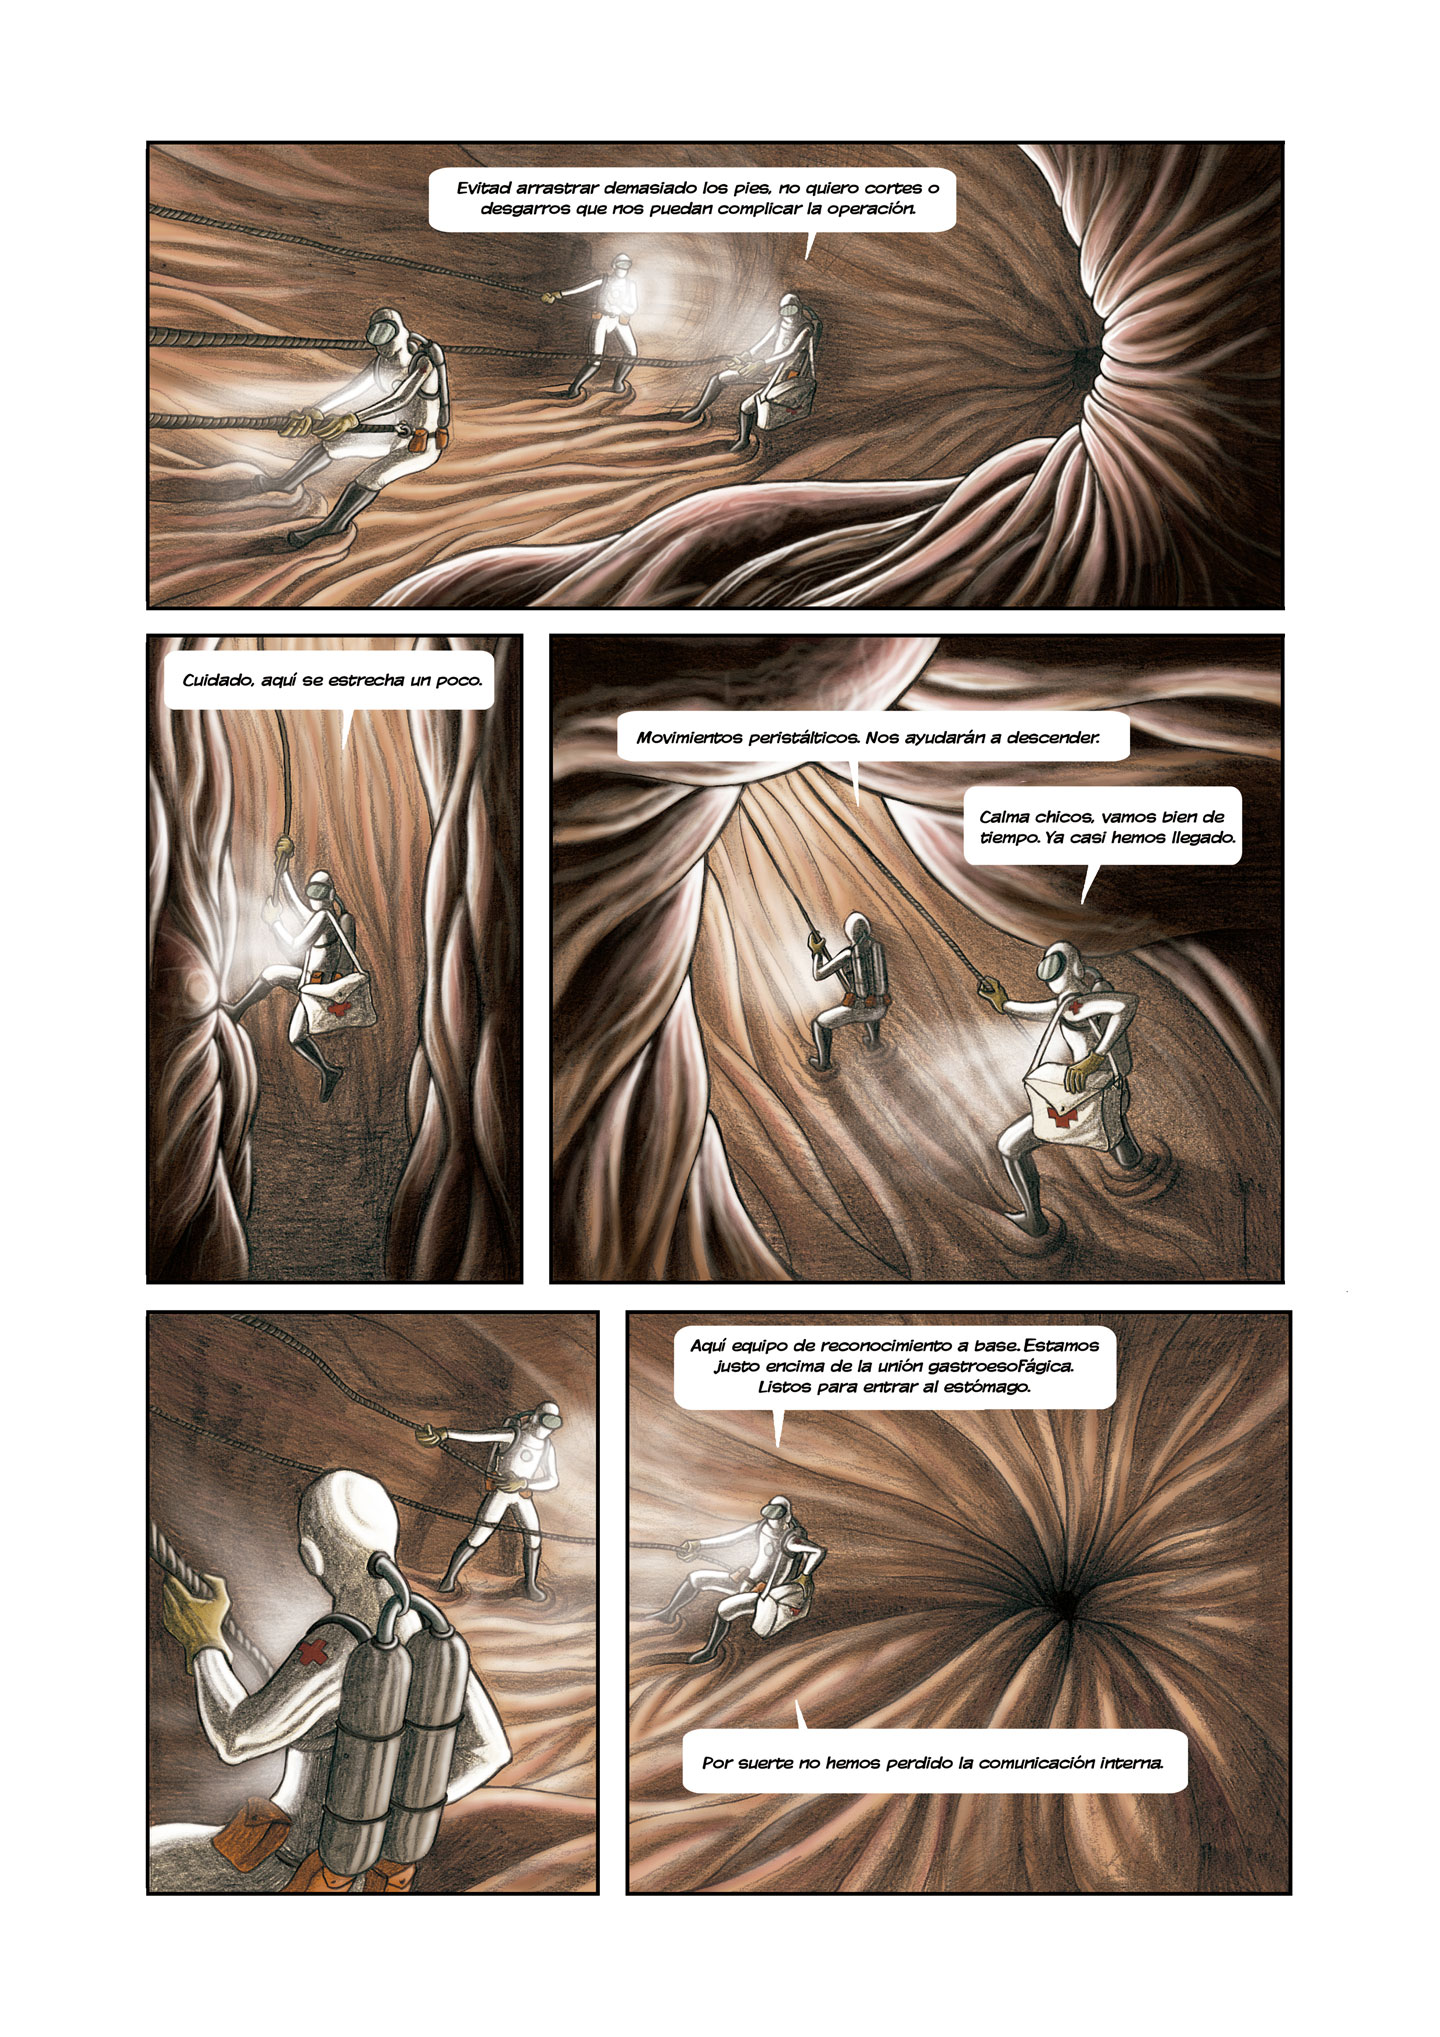 Evitad arrastrar demasiado los pies, no quiero cortes o
desgarros que nos puedan complicar la operación.
Cuidado, aquí se estrecha un poco.
Movimientos peristálticos. Nos ayudarán a descender.
Calma chicos, vamos bien de
tiempo. Ya casi hemos llegado.
Aquí equipo de reconocimiento a base. Estamos
justo encima de la unión gastroesofágica.
Listos para entrar al estómago.
Por suerte no hemos perdido la comunicación interna.